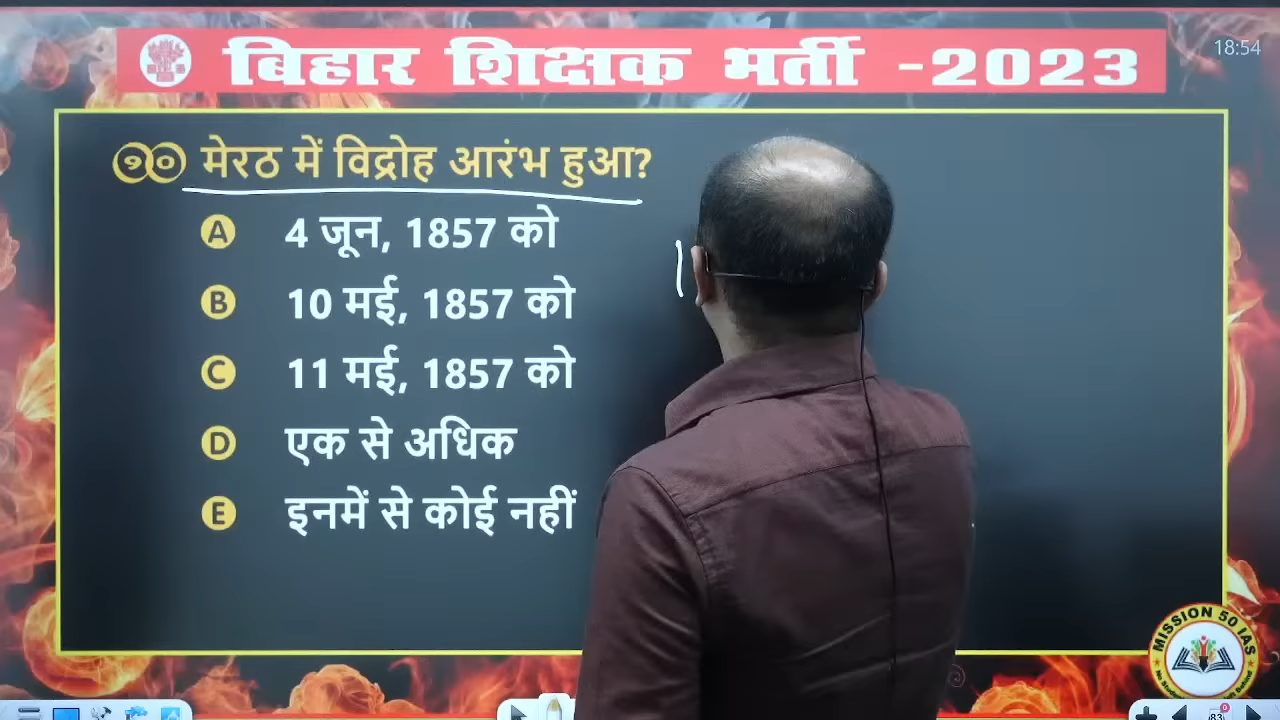 बिहार शिक्षक भर्ती -2023
18:54
१० मेरठ में विद्रोह आरंभ हुआ?
A 4 जून, 1857 को
B 10 मई, 1857 को
C 11 मई, 1857 को
D एक से अधिक
E इनमें से कोई नहीं
MISSION 50 IAS
83